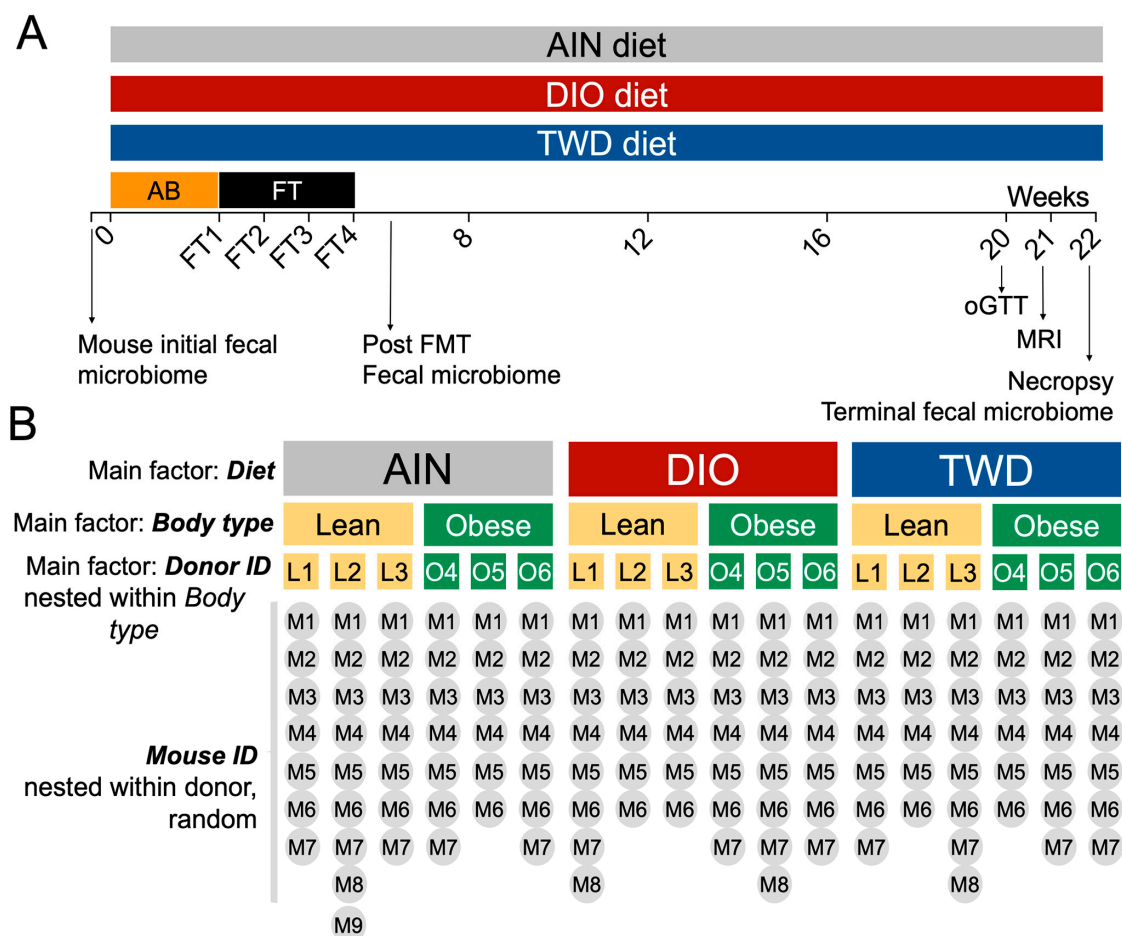 A
AIN diet
DIO diet
TWD diet
AB FT Weeks
0 FT1 FT2 FT3 FT4 8 12 16 20 21 22
oGTT
MRI
Mouse initial fecal
microbiome
Post FMT
Fecal microbiome
Necropsy
Terminal fecal microbiome
B
Main factor: Diet AIN DIO TWD
Main factor: Body type Lean Obese Lean Obese Lean Obese
Main factor: Donor ID
nested within Body
type
L1 L2 L3 O4 O5 O6 L1 L2 L3 O4 O5 O6 L1 L2 L3 O4 O5 O6
M1 M1 M1 M1 M1 M1 M1 M1 M1 M1 M1 M1 M1 M1 M1 M1 M1 M1
M2 M2 M2 M2 M2 M2 M2 M2 M2 M2 M2 M2 M2 M2 M2 M2 M2 M2
M3 M3 M3 M3 M3 M3 M3 M3 M3 M3 M3 M3 M3 M3 M3 M3 M3 M3
M4 M4 M4 M4 M4 M4 M4 M4 M4 M4 M4 M4 M4 M4 M4 M4 M4 M4
Mouse ID
nested within donor,
random
M5 M5 M5 M5 M5 M5 M5 M5 M5 M5 M5 M5 M5 M5 M5 M5 M5 M5
M6 M6 M6 M6 M6 M6 M6 M6 M6 M6 M6 M6 M6 M6 M6 M6 M6 M6
M7 M7 M7 M7 M7 M7 M7 M7 M7 M7 M7 M7 M7
M8 M8 M8 M8
M9